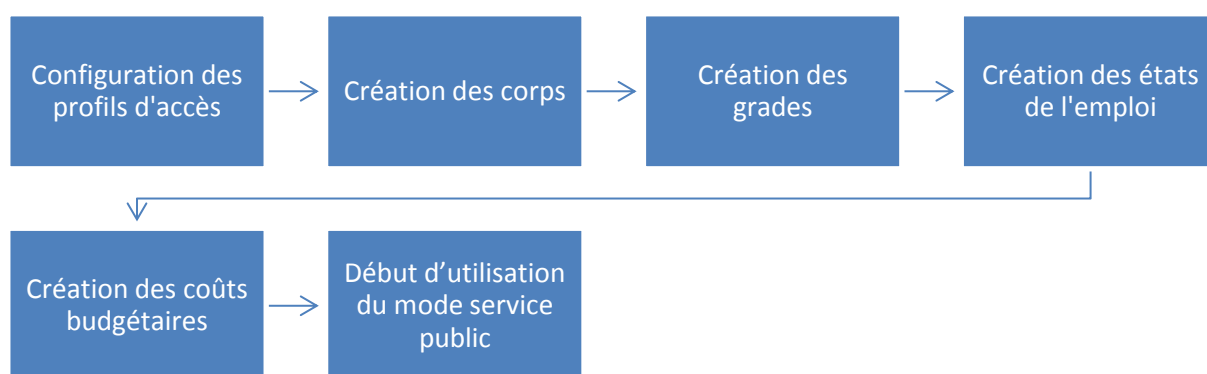 Configuration des
profils d'accès
Création des corps
Création des
grades
Création des états
de l'emploi
Création des coûts
budgétaires
Début d’utilisation
du mode service
public